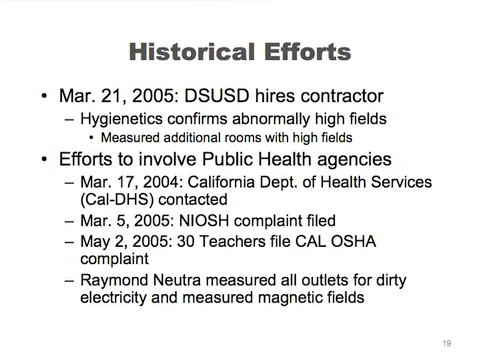 Historical Efforts
• Mar. 21, 2005: DSUSD hires contractor
– Hygienetics confirms abnormally high fields
• Measured additional rooms with high fields
• Efforts to involve Public Health agencies
– Mar. 17, 2004: California Dept. of Health Services
(Cal-DHS) contacted
– Mar. 5, 2005: NIOSH complaint filed
– May 2, 2005: 30 Teachers file CAL OSHA
complaint
– Raymond Neutra measured all outlets for dirty
electricity and measured magnetic fields
19